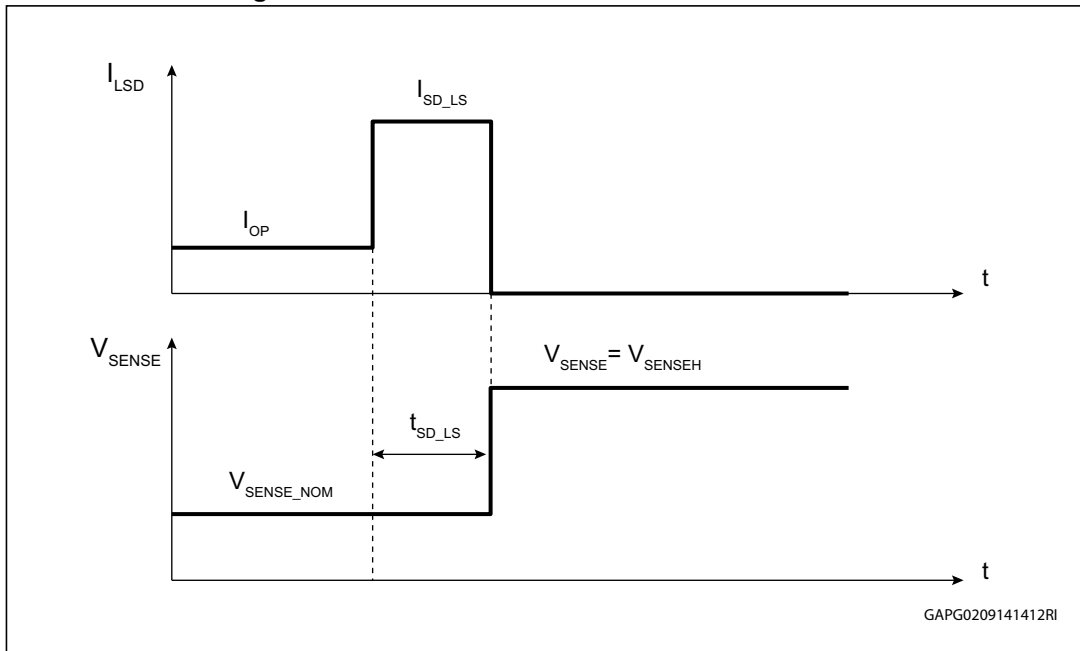 I_LSD
I_SD_LS
I_OP
t
V_SENSE
V_SENSE = V_SENSEH
t_SD_LS
V_SENSE_NOM
t
GAPG0209141412RI